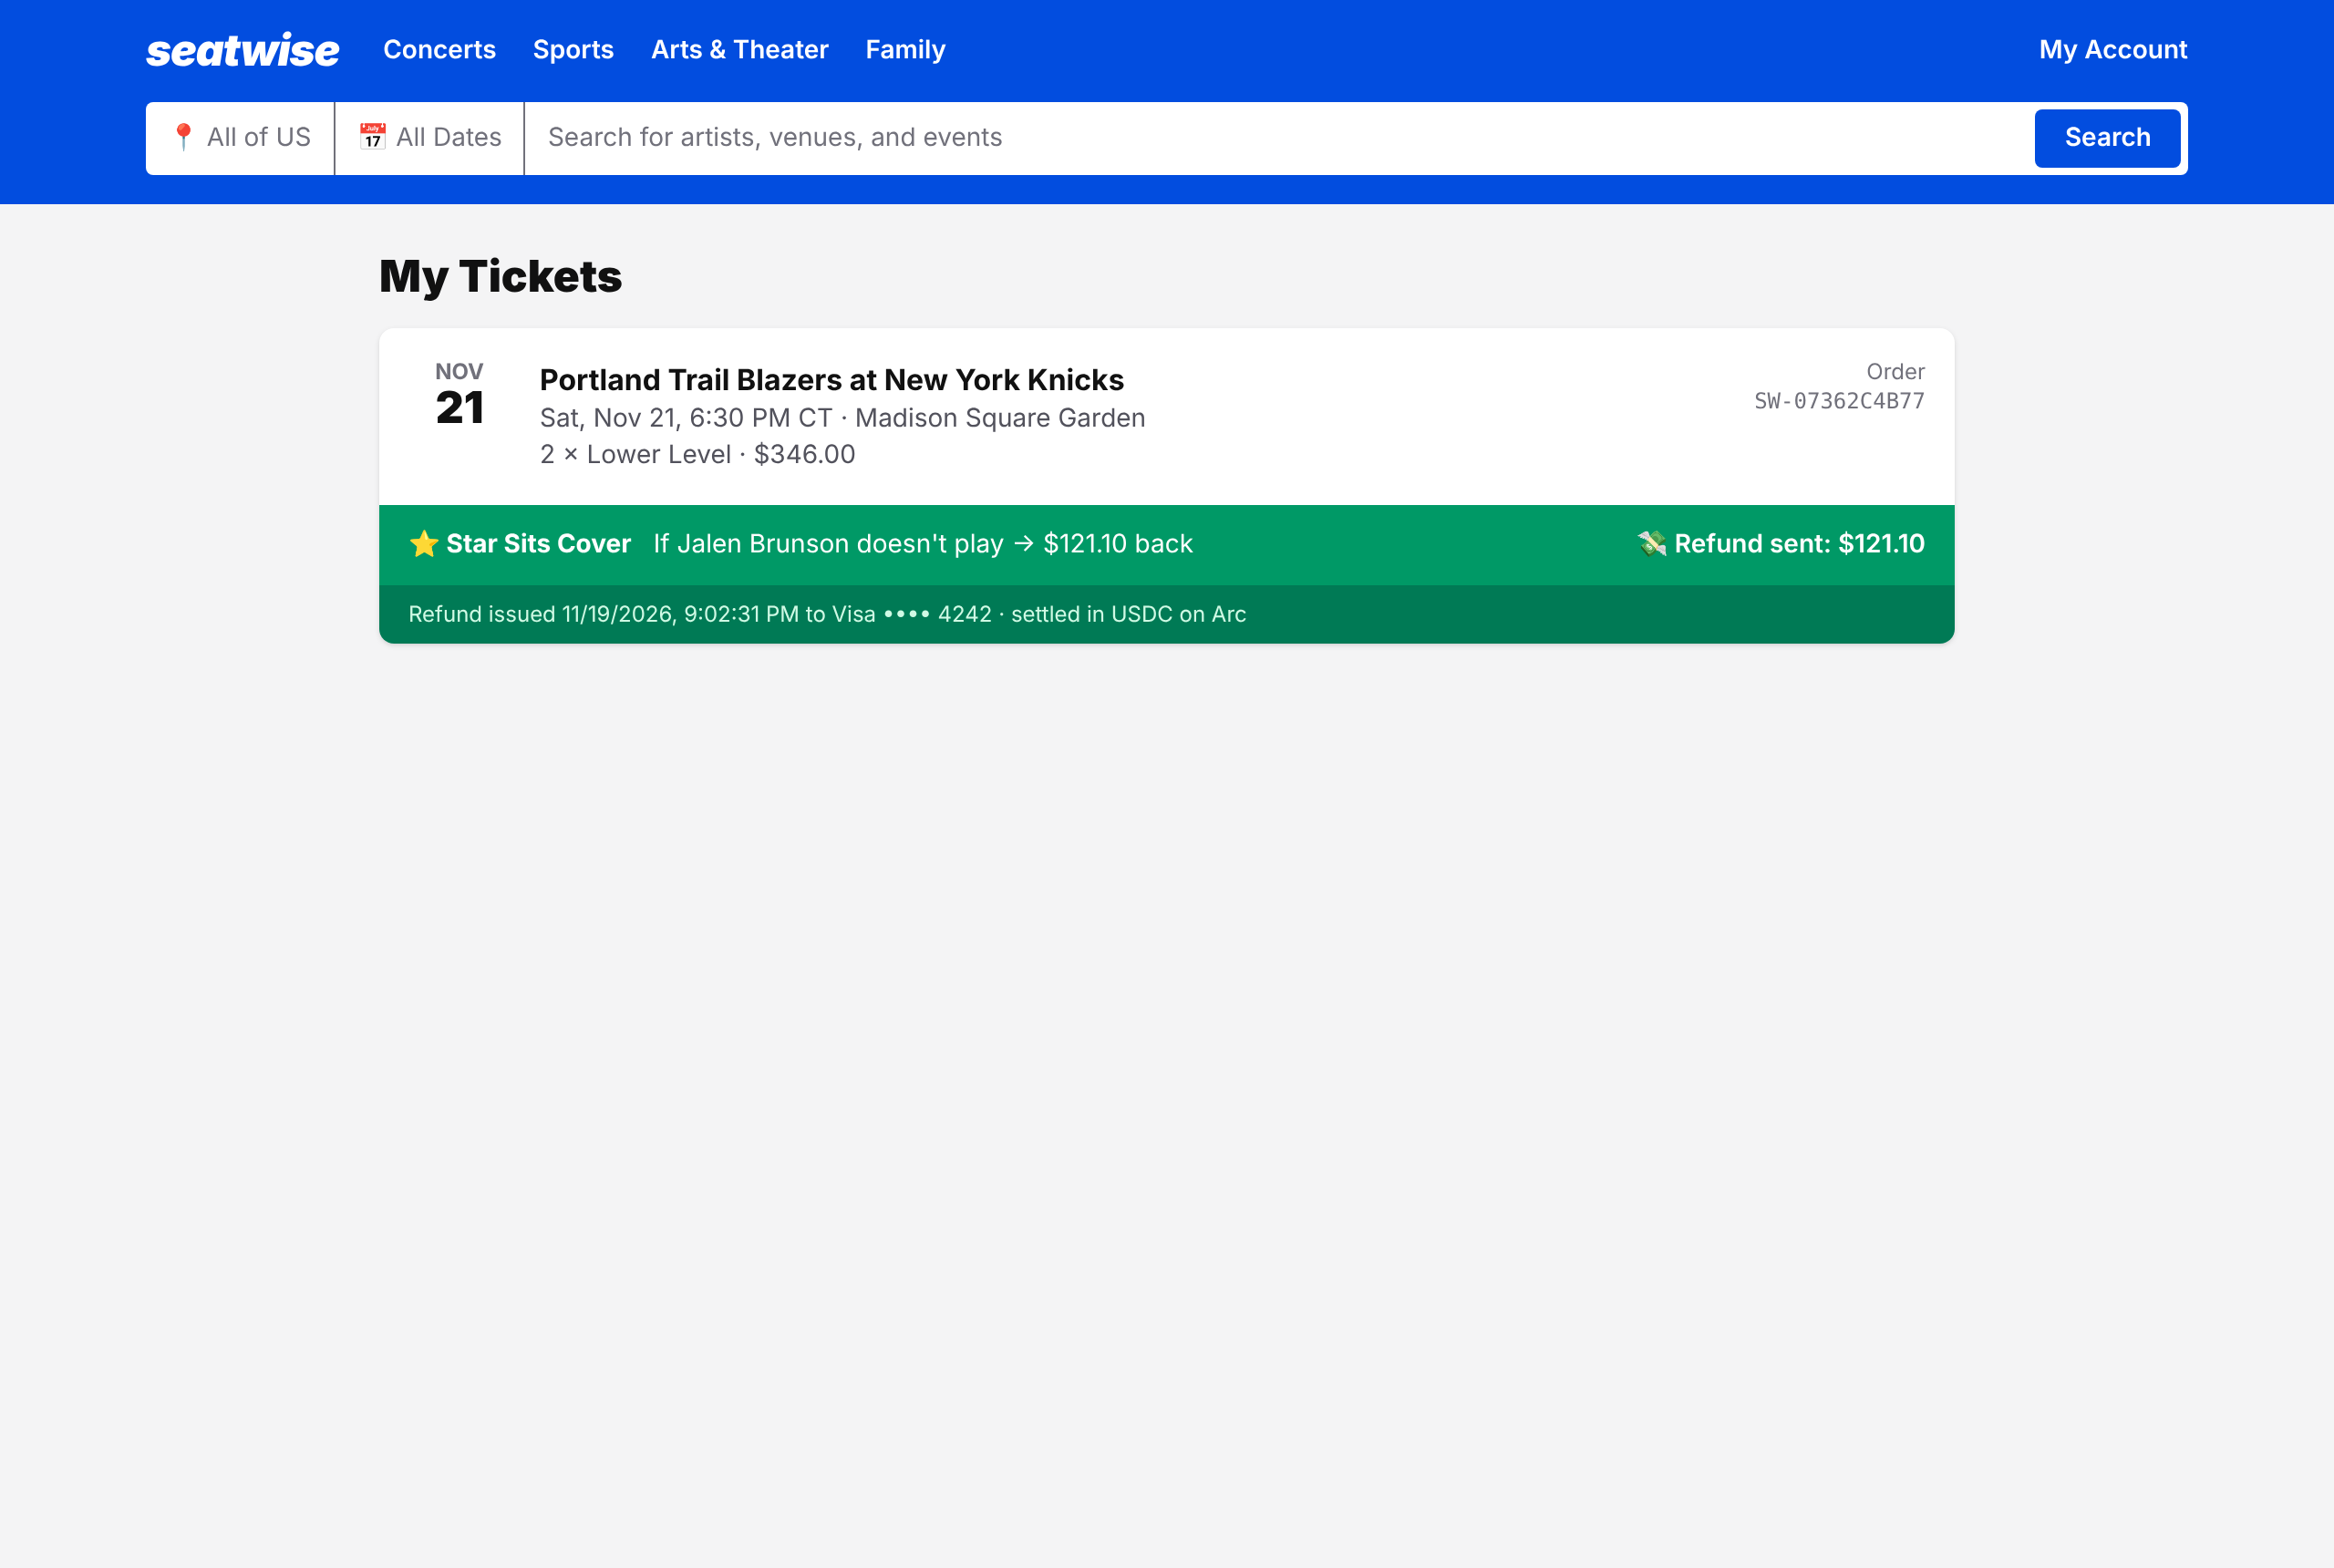 seatwise Concerts Sports Arts & Theater Family My Account
All of US All Dates Search for artists, venues, and events Search
My Tickets
NOV
21
Portland Trail Blazers at New York Knicks
Sat, Nov 21, 6:30 PM CT · Madison Square Garden
2 × Lower Level · $346.00
Order
SW-07362C4B77
⭐ Star Sits Cover If Jalen Brunson doesn't play → $121.10 back 💸 Refund sent: $121.10
Refund issued 11/19/2026, 9:02:31 PM to Visa •••• 4242 · settled in USDC on Arc